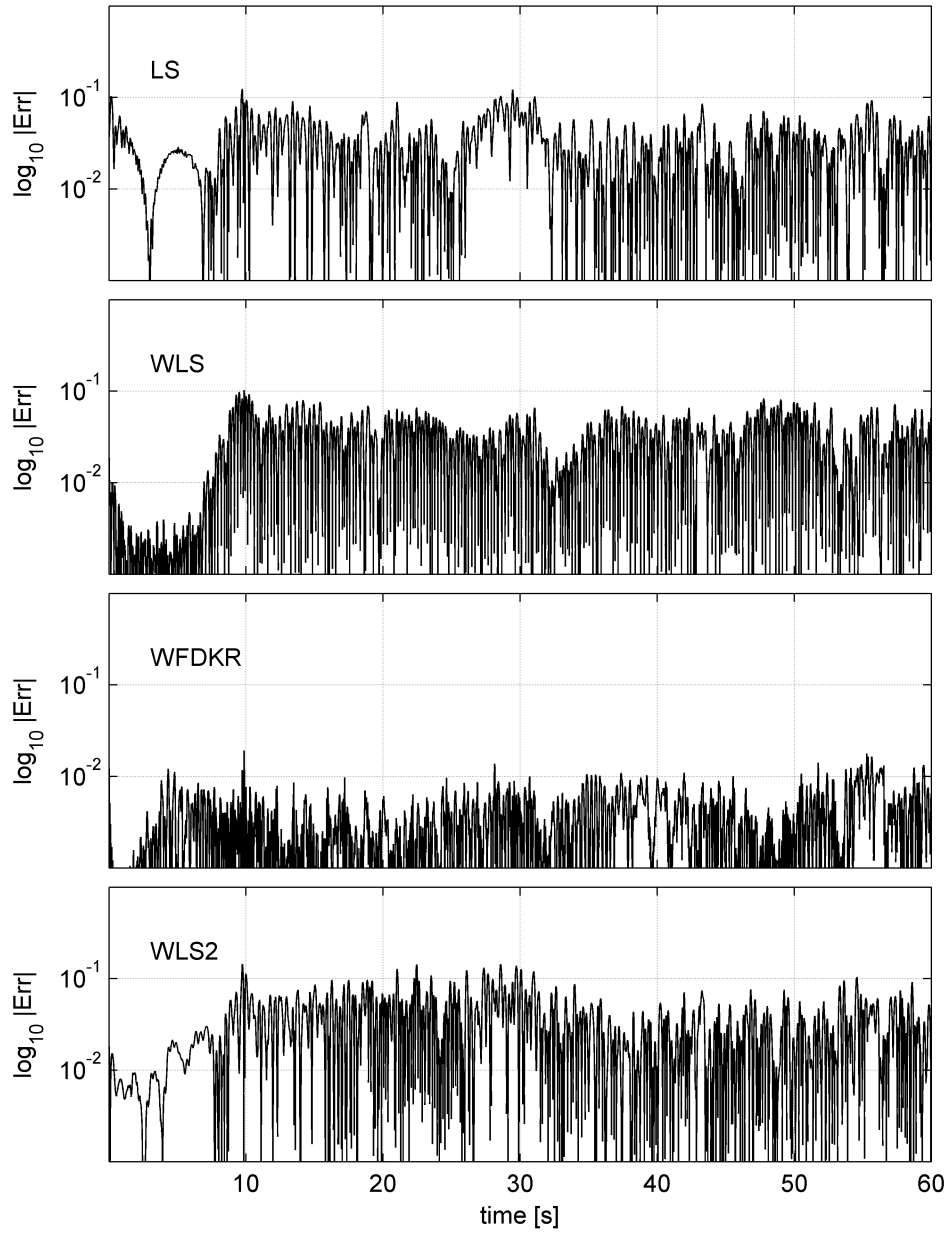 LS
10⁻¹
10⁻²
log₁₀ |Err|
WLS
10⁻¹
10⁻²
log₁₀ |Err|
WFDKR
10⁻¹
10⁻²
log₁₀ |Err|
WLS2
10⁻¹
10⁻²
log₁₀ |Err|
10 20 30 40 50 60
time [s]